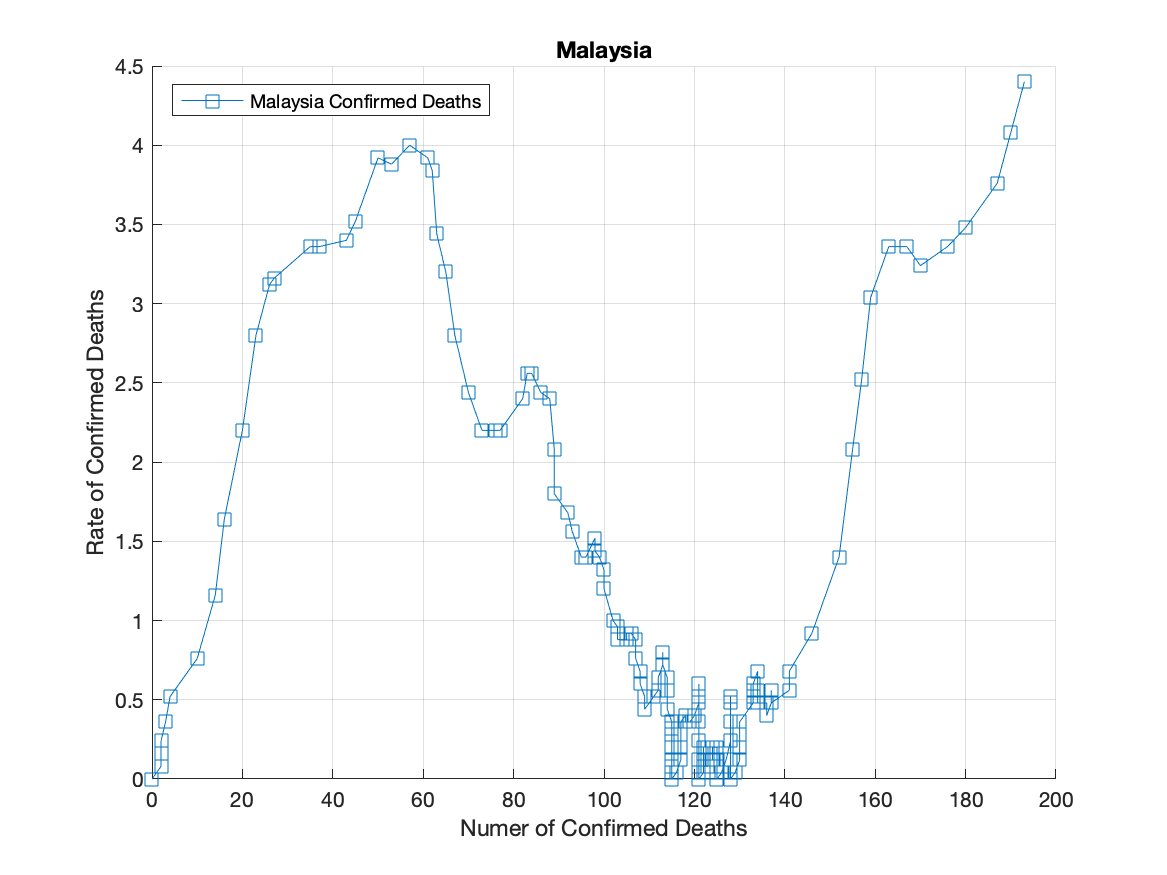 Malaysia
Malaysia Confirmed Deaths
4.5
4
3.5
3
2.5
2
1.5
1
0.5
0
Rate of Confirmed Deaths
0 20 40 60 80 100 120 140 160 180 200
Numer of Confirmed Deaths